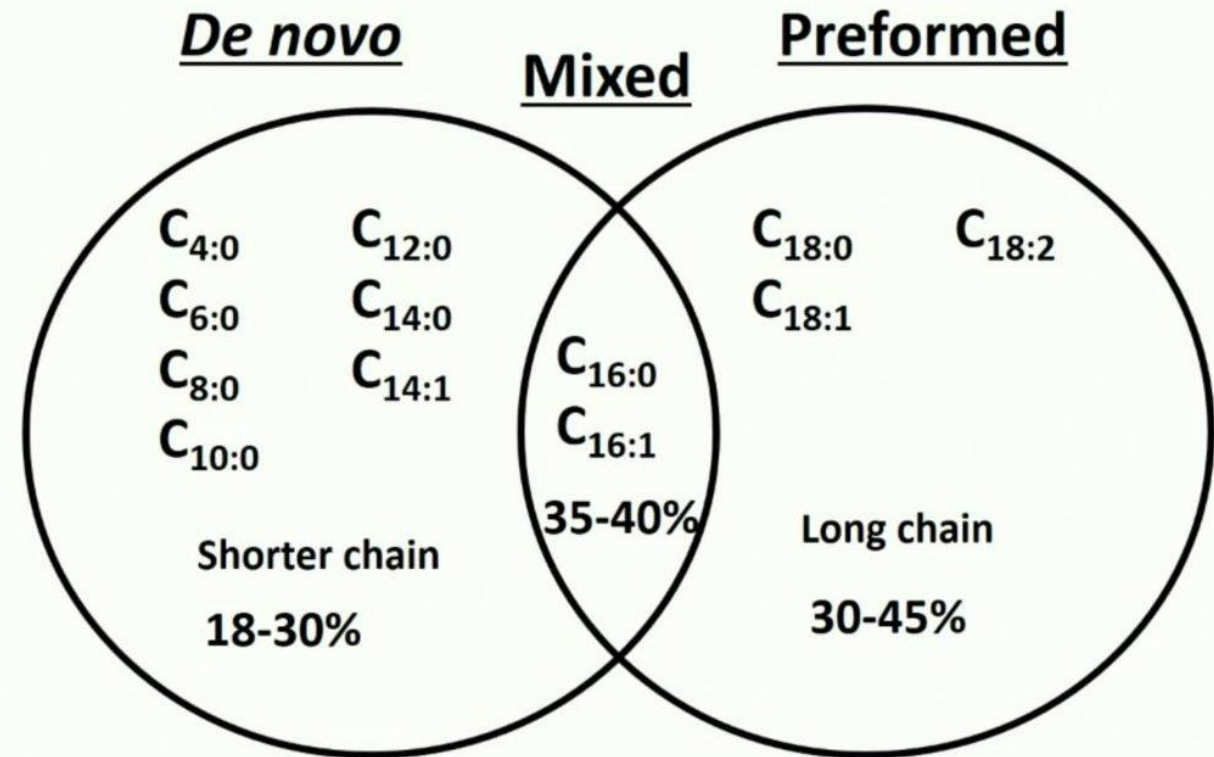 De novo
Mixed
Preformed
C4:0 C12:0
C6:0 C14:0
C8:0 C14:1
C10:0
Shorter chain
18-30%
C16:0
C16:1
35-40%
C18:0 C18:2
C18:1
Long chain
30-45%